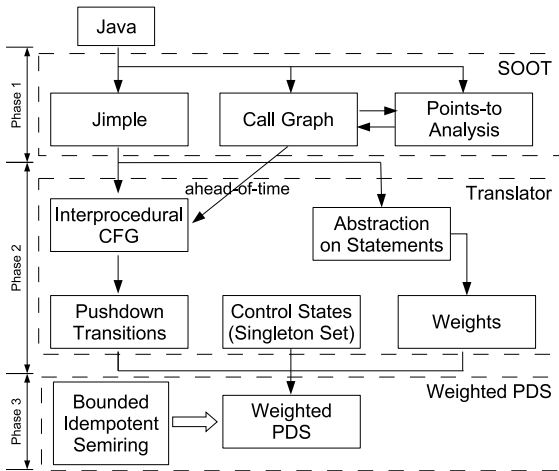 Java
SOOT
Phase 1
Jimple
Call Graph
Points-to
Analysis
ahead-of-time
Translator
Phase 2
Interprocedural
CFG
Abstraction
on Statements
Pushdown
Transitions
Control States
(Singleton Set)
Weights
Weighted PDS
Phase 3
Bounded
Idempotent
Semiring
Weighted
PDS